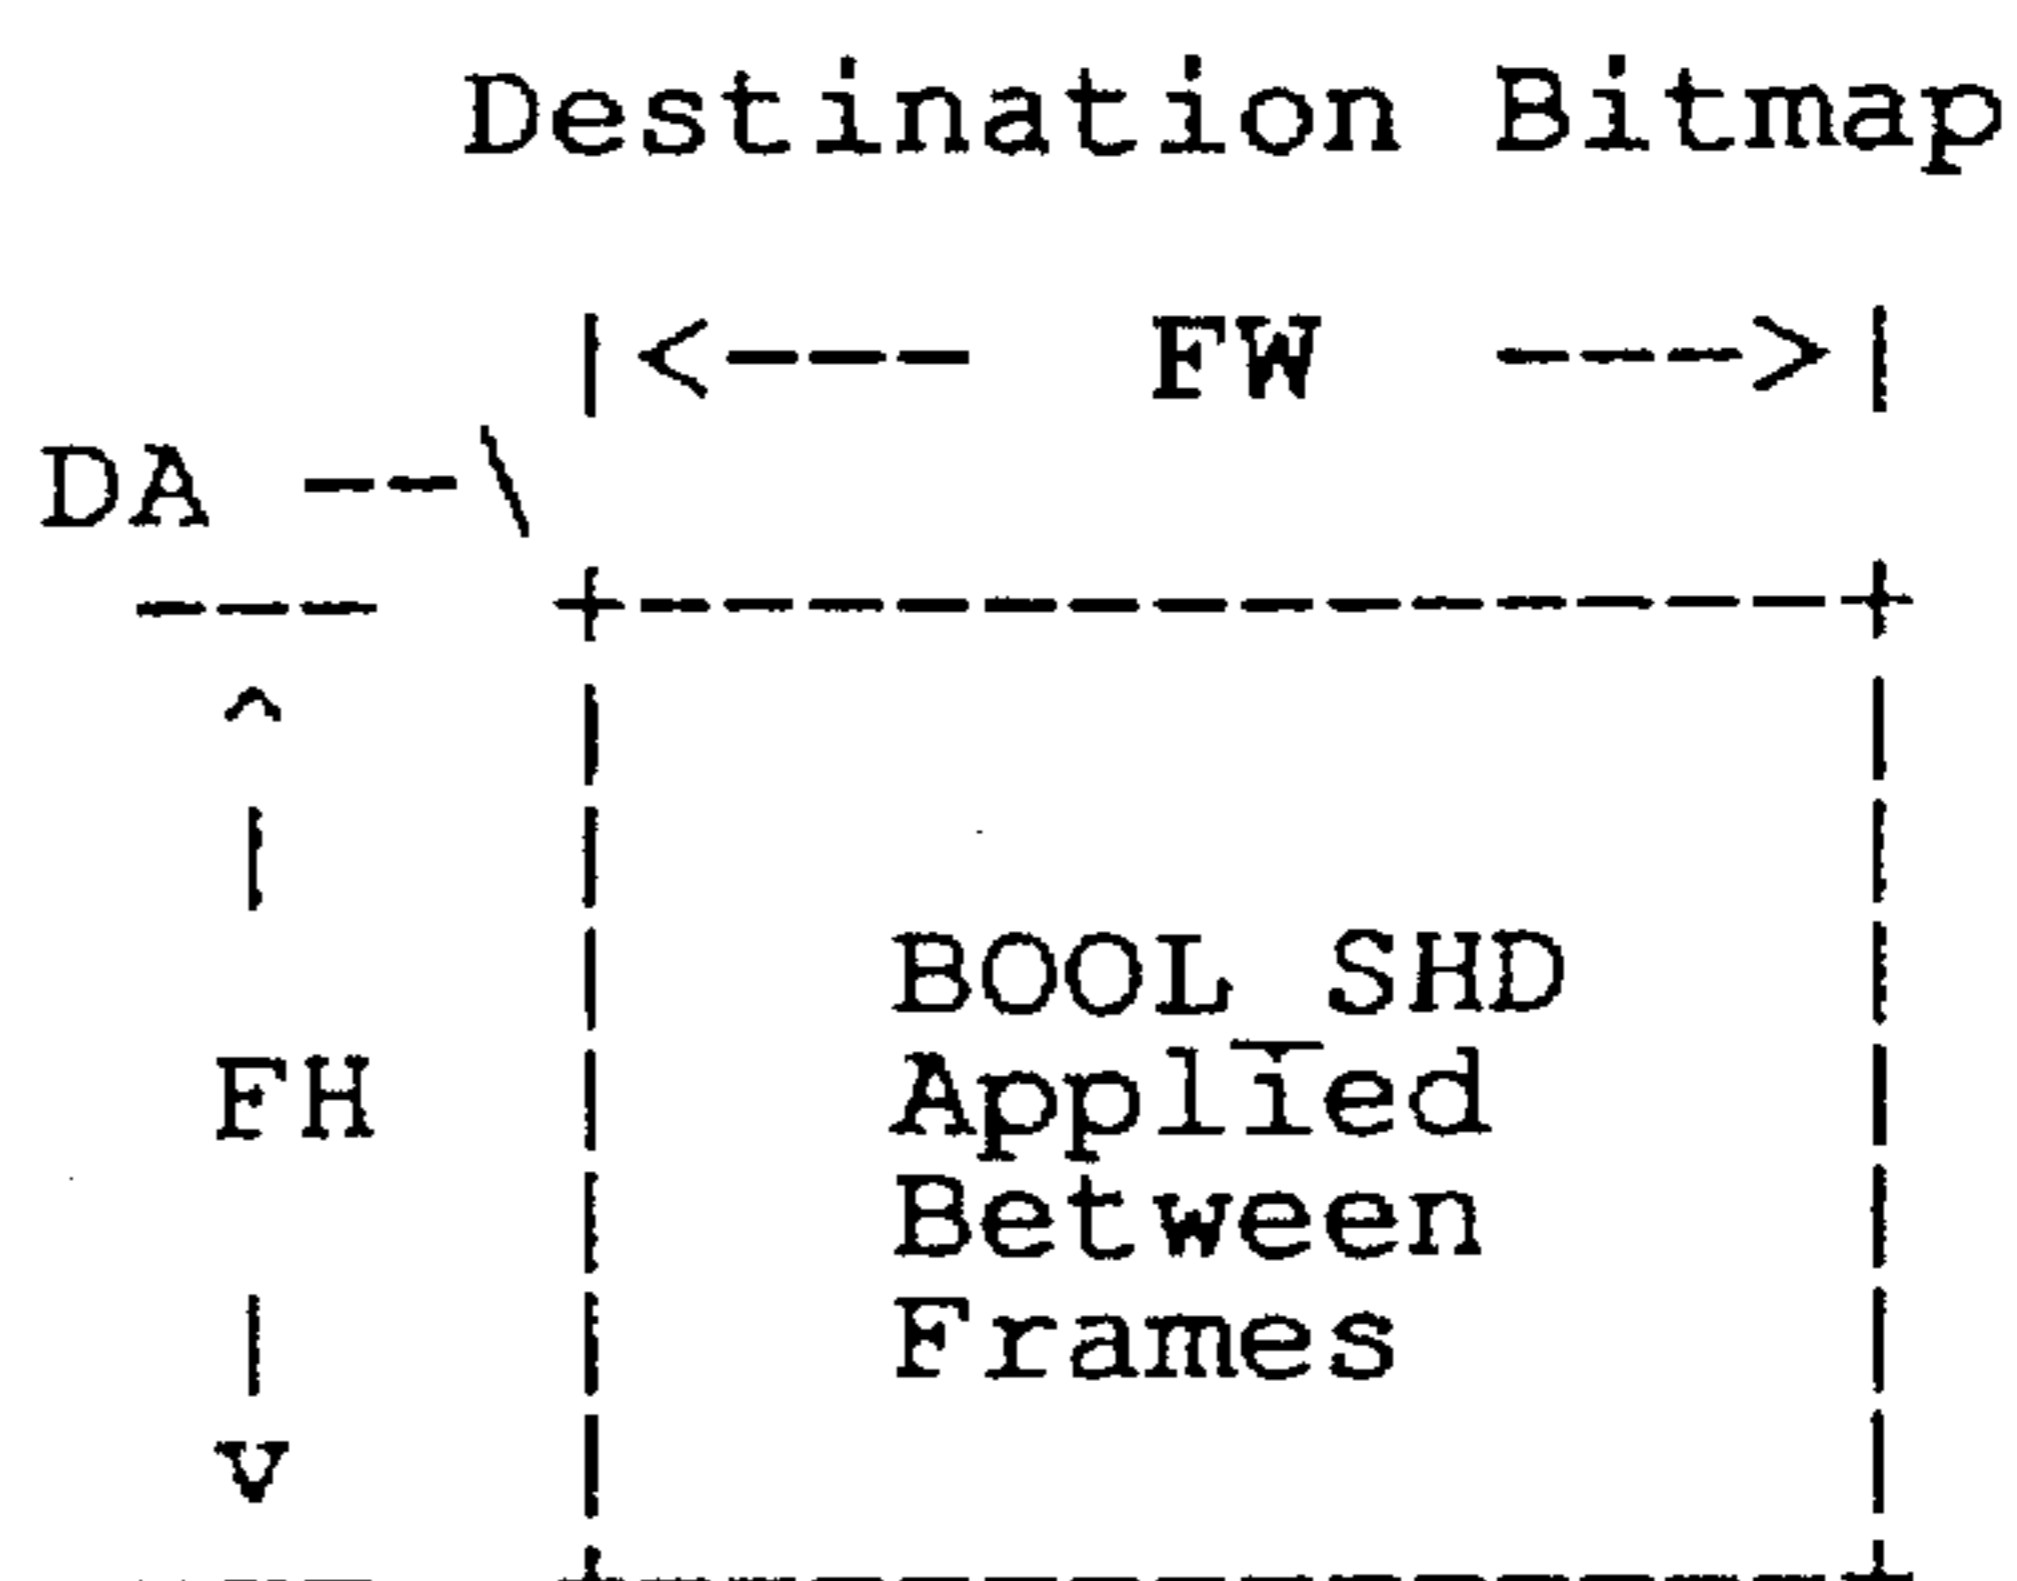 Destination Bitmap
|<--- FW --->|
DA --\
--- +---------------+
^ | |
| | |
| BOOL_SHD |
FH | Applied |
| Between |
| | Frames |
v | |
+---------------+